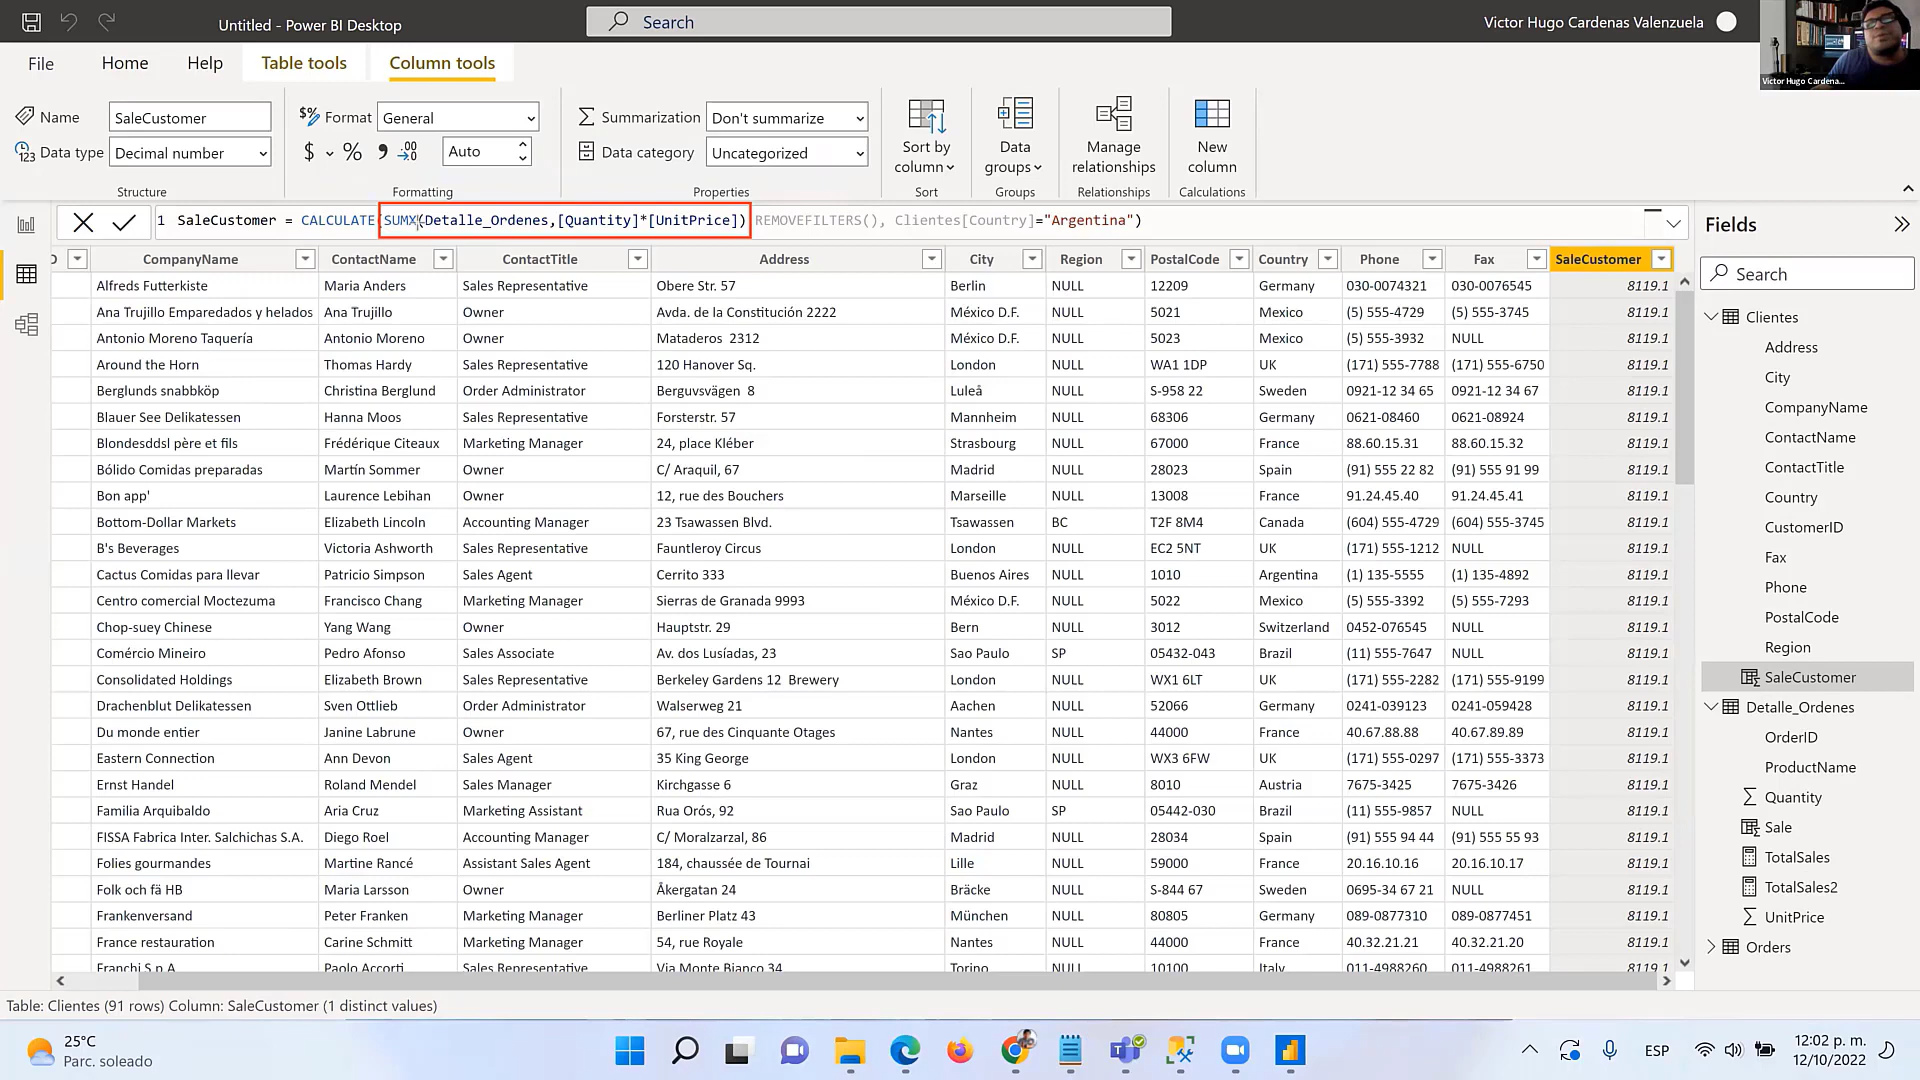 Untitled - Power BI Desktop
Search
Victor Hugo Cardenas Valenzuela
Victor Hugo Cardena...
File Home Help Table tools Column tools
Name SaleCustomer
Data type Decimal number
Structure
Format General
$ % Auto
Formatting
Summarization Don't summarize
Data category Uncategorized
Properties
Sort by column
Sort
Data groups
Groups
Manage relationships
Relationships
New column
Calculations
1 SaleCustomer = CALCULATE(SUMX(Detalle_Ordenes,[Quantity]*[UnitPrice]) REMOVEFILTERS(), Clientes[Country]="Argentina")
CompanyName ContactName ContactTitle Address City Region PostalCode Country Phone Fax SaleCustomer
Alfreds Futterkiste Maria Anders Sales Representative Obere Str. 57 Berlin NULL 12209 Germany 030-0074321 030-0076545 8119.1
Ana Trujillo Emparedados y helados Ana Trujillo Owner Avda. de la Constitución 2222 México D.F. NULL 5021 Mexico (5) 555-4729 (5) 555-3745 8119.1
Antonio Moreno Taquería Antonio Moreno Owner Mataderos 2312 México D.F. NULL 5023 Mexico (5) 555-3932 NULL 8119.1
Around the Horn Thomas Hardy Sales Representative 120 Hanover Sq. London NULL WA1 1DP UK (171) 555-7788 (171) 555-6750 8119.1
Berglunds snabbköp Christina Berglund Order Administrator Berguvsvägen 8 Luleå NULL S-958 22 Sweden 0921-12 34 65 0921-12 34 67 8119.1
Blauer See Delikatessen Hanna Moos Sales Representative Forsterstr. 57 Mannheim NULL 68306 Germany 0621-08460 0621-08924 8119.1
Blondesddsl père et fils Frédérique Citeaux Marketing Manager 24, place Kléber Strasbourg NULL 67000 France 88.60.15.31 88.60.15.32 8119.1
Bólido Comidas preparadas Martín Sommer Owner C/ Araquil, 67 Madrid NULL 28023 Spain (91) 555 22 82 (91) 555 91 99 8119.1
Bon app' Laurence Lebihan Owner 12, rue des Bouchers Marseille NULL 13008 France 91.24.45.40 91.24.45.41 8119.1
Bottom-Dollar Markets Elizabeth Lincoln Accounting Manager 23 Tsawassen Blvd. Tsawassen BC T2F 8M4 Canada (604) 555-4729 (604) 555-3745 8119.1
B's Beverages Victoria Ashworth Sales Representative Fauntleroy Circus London NULL EC2 5NT UK (171) 555-1212 NULL 8119.1
Cactus Comidas para llevar Patricio Simpson Sales Agent Cerrito 333 Buenos Aires NULL 1010 Argentina (1) 135-5555 (1) 135-4892 8119.1
Centro comercial Moctezuma Francisco Chang Marketing Manager Sierras de Granada 9993 México D.F. NULL 5022 Mexico (5) 555-3392 (5) 555-7293 8119.1
Chop-suey Chinese Yang Wang Owner Hauptstr. 29 Bern NULL 3012 Switzerland 0452-076545 NULL 8119.1
Comércio Mineiro Pedro Afonso Sales Associate Av. dos Lusíadas, 23 Sao Paulo SP 05432-043 Brazil (11) 555-7647 NULL 8119.1
Consolidated Holdings Elizabeth Brown Sales Representative Berkeley Gardens 12 Brewery London NULL WX1 6LT UK (171) 555-2282 (171) 555-9199 8119.1
Drachenblut Delikatessen Sven Ottlieb Order Administrator Walserweg 21 Aachen NULL 52066 Germany 0241-039123 0241-059428 8119.1
Du monde entier Janine Labrune Owner 67, rue des Cinquante Otages Nantes NULL 44000 France 40.67.88.88 40.67.89.89 8119.1
Eastern Connection Ann Devon Sales Agent 35 King George London NULL WX3 6FW UK (171) 555-0297 (171) 555-3373 8119.1
Ernst Handel Roland Mendel Sales Manager Kirchgasse 6 Graz NULL 8010 Austria 7675-3425 7675-3426 8119.1
Familia Arquibaldo Aria Cruz Marketing Assistant Rua Orós, 92 Sao Paulo SP 05442-030 Brazil (11) 555-9857 NULL 8119.1
FISSA Fabrica Inter. Salchichas S.A. Diego Roel Accounting Manager C/ Moralzarzal, 86 Madrid NULL 28034 Spain (91) 555 94 44 (91) 555 55 93 8119.1
Folies gourmandes Martine Rancé Assistant Sales Agent 184, chaussée de Tournai Lille NULL 59000 France 20.16.10.16 20.16.10.17 8119.1
Folk och fä HB Maria Larsson Owner Åkergatan 24 Bräcke NULL S-844 67 Sweden 0695-34 67 21 NULL 8119.1
Frankenversand Peter Franken Marketing Manager Berliner Platz 43 München NULL 80805 Germany 089-0877310 089-0877451 8119.1
France restauration Carine Schmitt Marketing Manager 54, rue Royale Nantes NULL 44000 France 40.32.21.21 40.32.21.20 8119.1
Franchi S.p.A. Paolo Accorti Sales Representative Via Monte Bianco 34 Torino NULL 10100 Italy 011-4988260 011-4988261 8119.1
Fields
Search
Clientes
Address
City
CompanyName
ContactName
ContactTitle
Country
CustomerID
Fax
Phone
PostalCode
Region
SaleCustomer
Detalle_Ordenes
OrderID
ProductName
Quantity
Sale
TotalSales
TotalSales2
UnitPrice
Orders
Table: Clientes (91 rows) Column: SaleCustomer (1 distinct values)
25°C
Parc. soleado
ESP
12:02 p. m.
12/10/2022